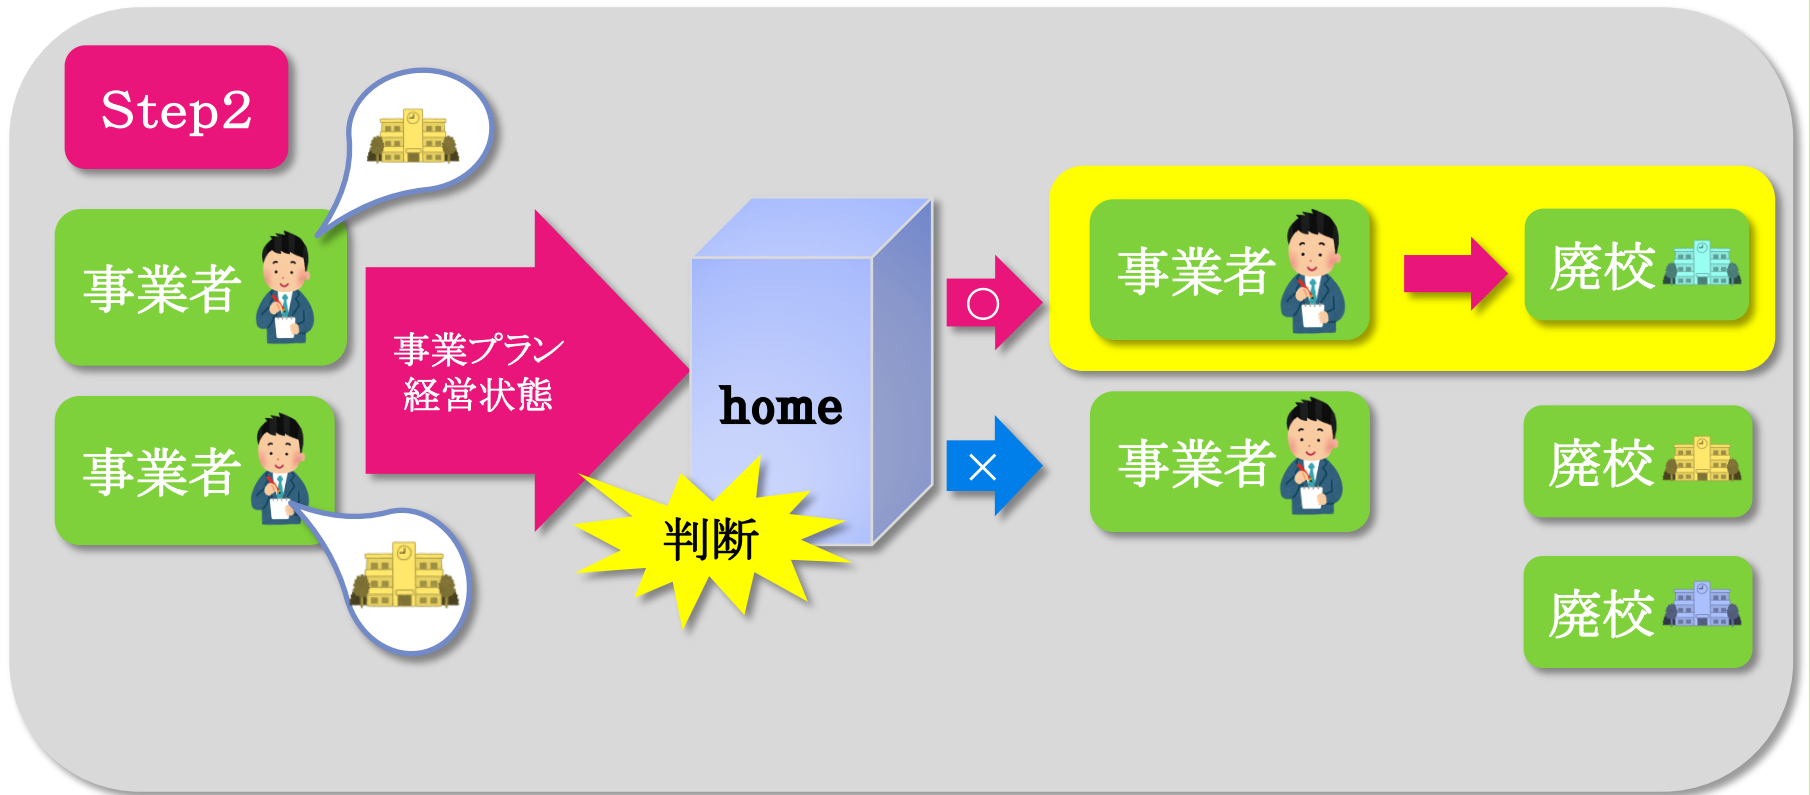 Step2
事業者
事業者
事業プラン
経営状態
home
判断
○
×
事業者
廃校
事業者
廃校
廃校